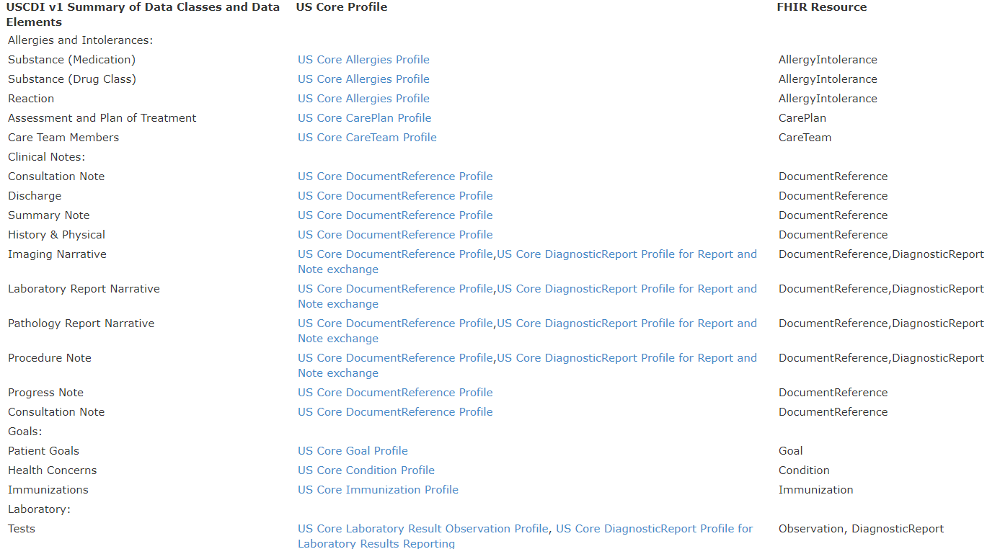 USCDI v1 Summary of Data Classes and Data Elements US Core Profile FHIR Resource
Allergies and Intolerances:
Substance (Medication) US Core Allergies Profile AllergyIntolerance
Substance (Drug Class) US Core Allergies Profile AllergyIntolerance
Reaction US Core Allergies Profile AllergyIntolerance
Assessment and Plan of Treatment US Core CarePlan Profile CarePlan
Care Team Members US Core CareTeam Profile CareTeam
Clinical Notes:
Consultation Note US Core DocumentReference Profile DocumentReference
Discharge US Core DocumentReference Profile DocumentReference
Summary Note US Core DocumentReference Profile DocumentReference
History & Physical US Core DocumentReference Profile DocumentReference
Imaging Narrative US Core DocumentReference Profile,US Core DiagnosticReport Profile for Report and Note exchange DocumentReference,DiagnosticReport
Laboratory Report Narrative US Core DocumentReference Profile,US Core DiagnosticReport Profile for Report and Note exchange DocumentReference,DiagnosticReport
Pathology Report Narrative US Core DocumentReference Profile,US Core DiagnosticReport Profile for Report and Note exchange DocumentReference,DiagnosticReport
Procedure Note US Core DocumentReference Profile,US Core DiagnosticReport Profile for Report and Note exchange DocumentReference,DiagnosticReport
Progress Note US Core DocumentReference Profile DocumentReference
Consultation Note US Core DocumentReference Profile DocumentReference
Goals:
Patient Goals US Core Goal Profile Goal
Health Concerns US Core Condition Profile Condition
Immunizations US Core Immunization Profile Immunization
Laboratory:
Tests US Core Laboratory Result Observation Profile, US Core DiagnosticReport Profile for Laboratory Results Reporting Observation, DiagnosticReport